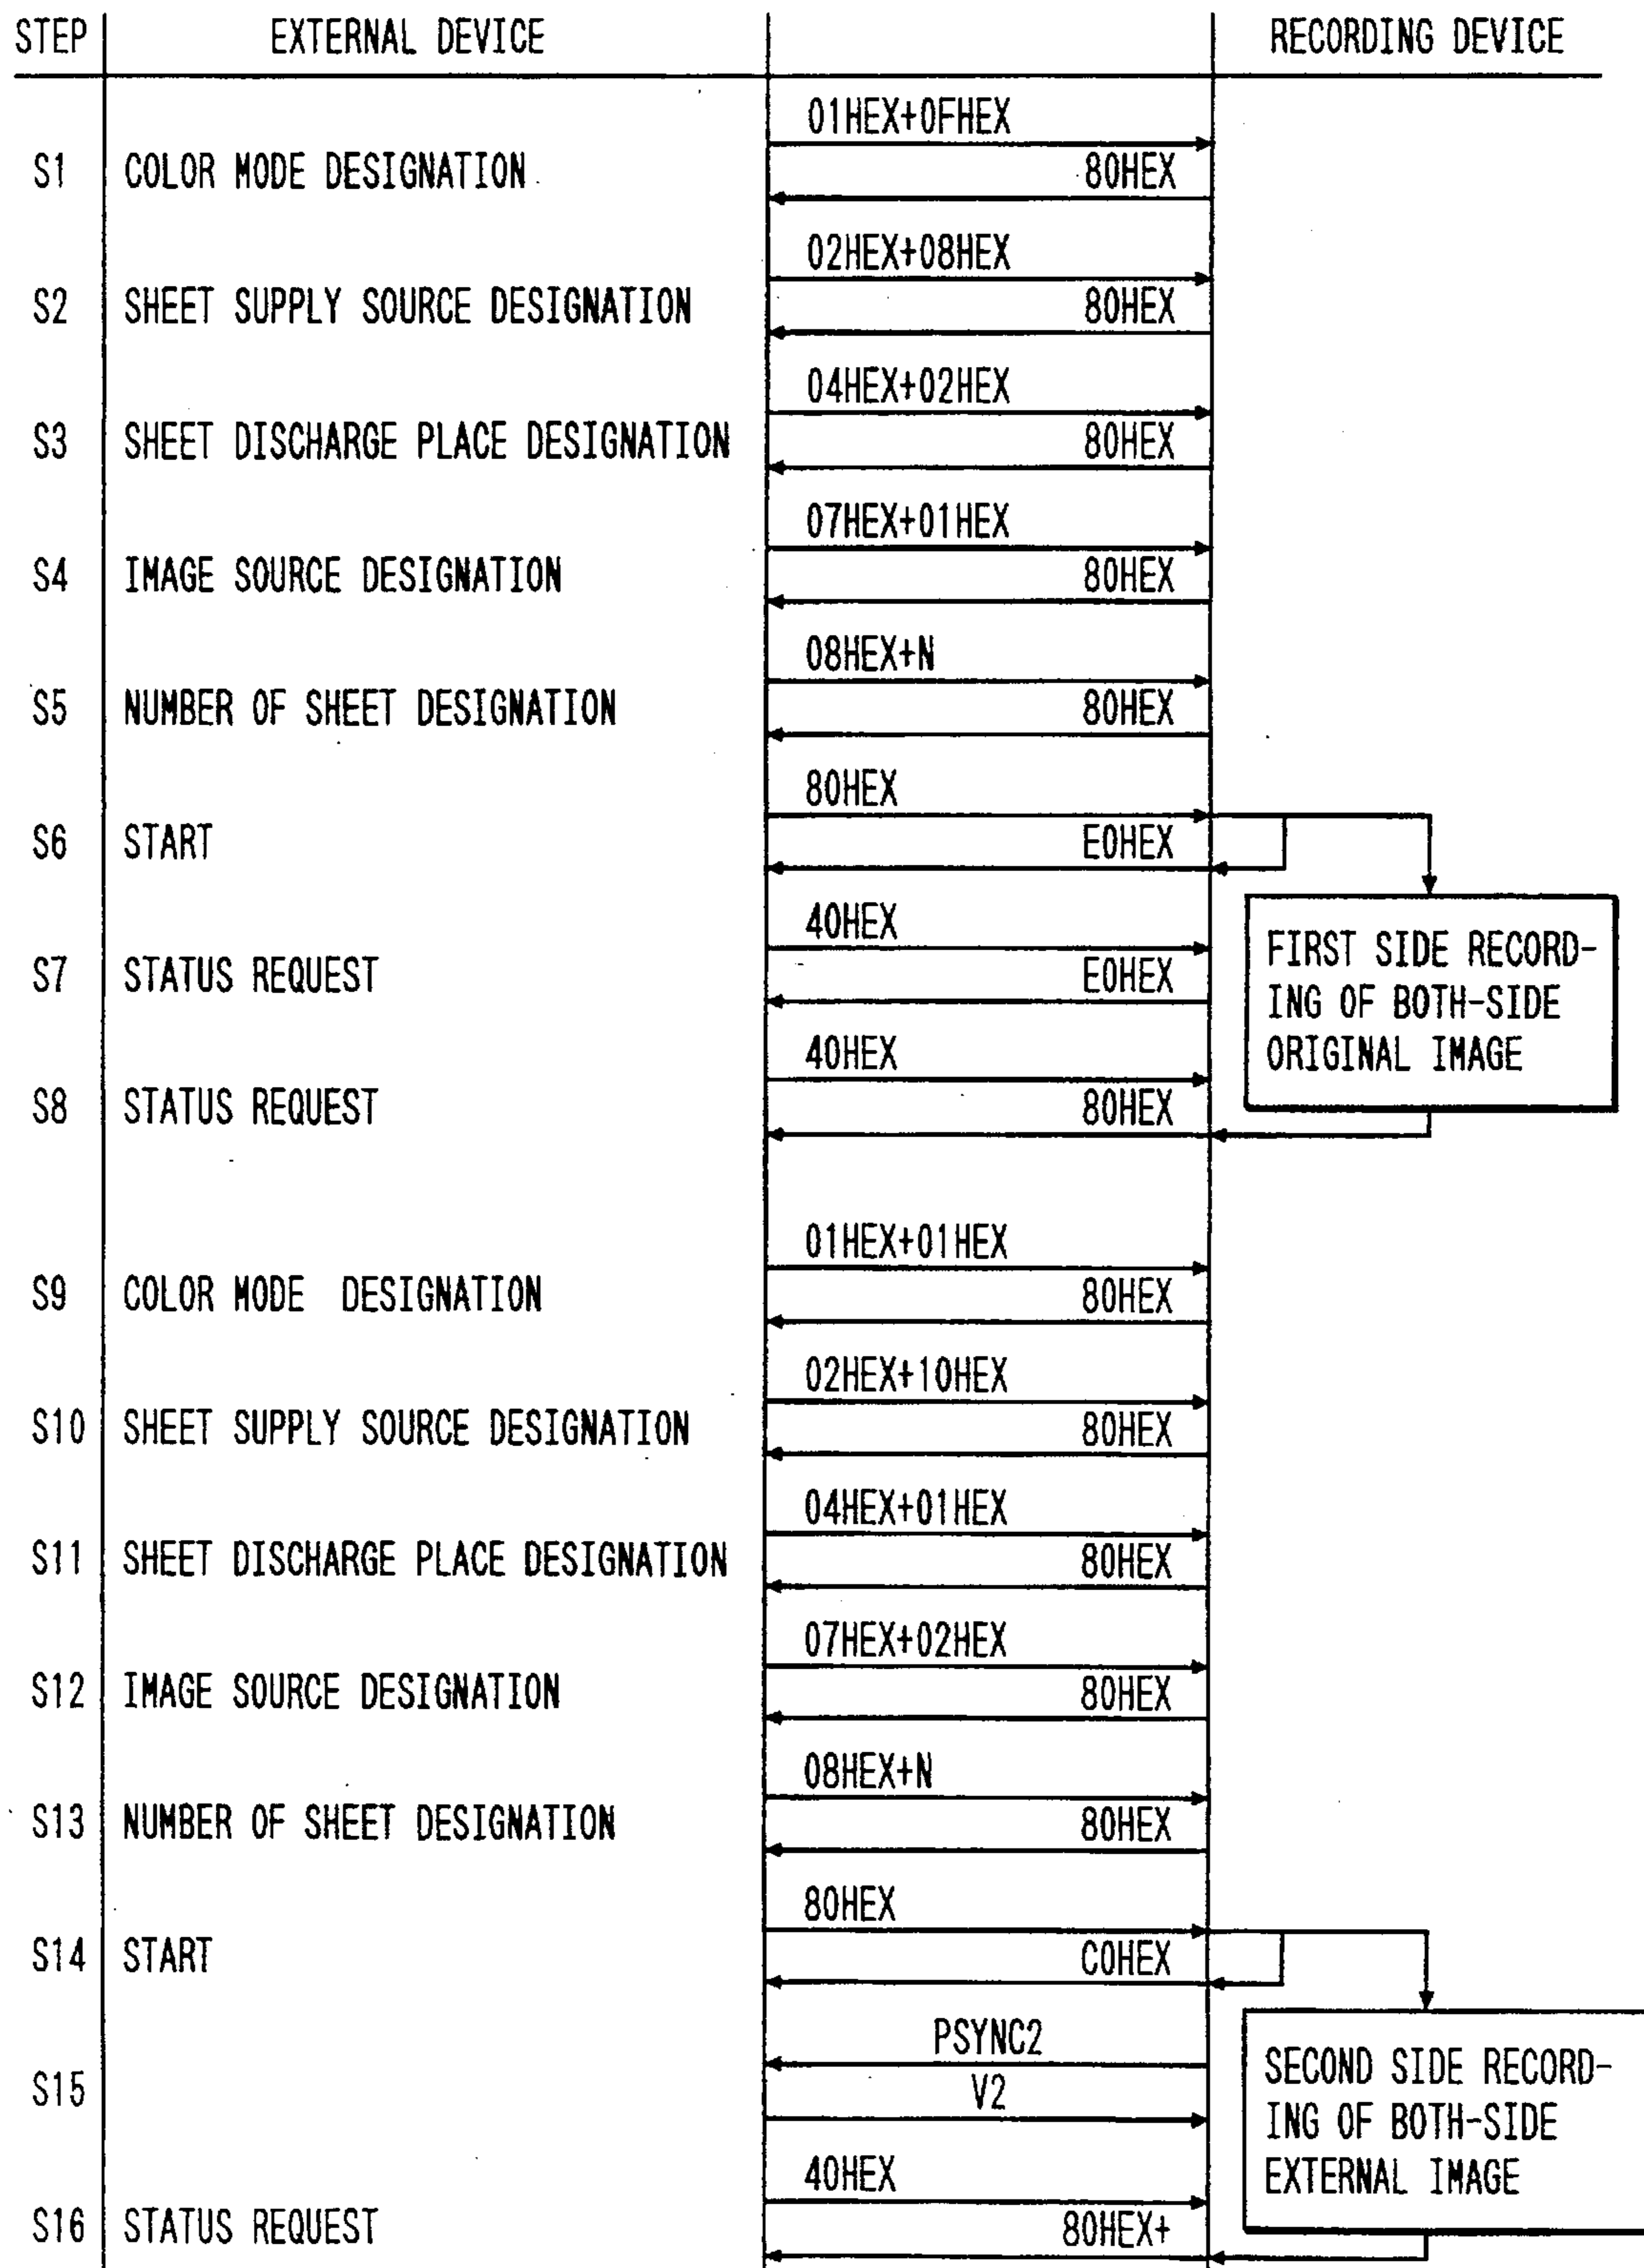 STEP EXTERNAL DEVICE RECORDING DEVICE
01HEX+0FHEX
S1 COLOR MODE DESIGNATION 80HEX
02HEX+08HEX
S2 SHEET SUPPLY SOURCE DESIGNATION 80HEX
04HEX+02HEX
S3 SHEET DISCHARGE PLACE DESIGNATION 80HEX
07HEX+01HEX
S4 IMAGE SOURCE DESIGNATION 80HEX
08HEX+N
S5 NUMBER OF SHEET DESIGNATION 80HEX
80HEX
S6 START E0HEX
40HEX
S7 STATUS REQUEST E0HEX
FIRST SIDE RECORD-
ING OF BOTH-SIDE
ORIGINAL IMAGE
40HEX
S8 STATUS REQUEST 80HEX
01HEX+01HEX
S9 COLOR MODE DESIGNATION 80HEX
02HEX+10HEX
S10 SHEET SUPPLY SOURCE DESIGNATION 80HEX
04HEX+01HEX
S11 SHEET DISCHARGE PLACE DESIGNATION 80HEX
07HEX+02HEX
S12 IMAGE SOURCE DESIGNATION 80HEX
08HEX+N
S13 NUMBER OF SHEET DESIGNATION 80HEX
80HEX
S14 START C0HEX
PSYNC2
S15 V2
SECOND SIDE RECORD-
ING OF BOTH-SIDE
EXTERNAL IMAGE
40HEX
S16 STATUS REQUEST 80HEX+